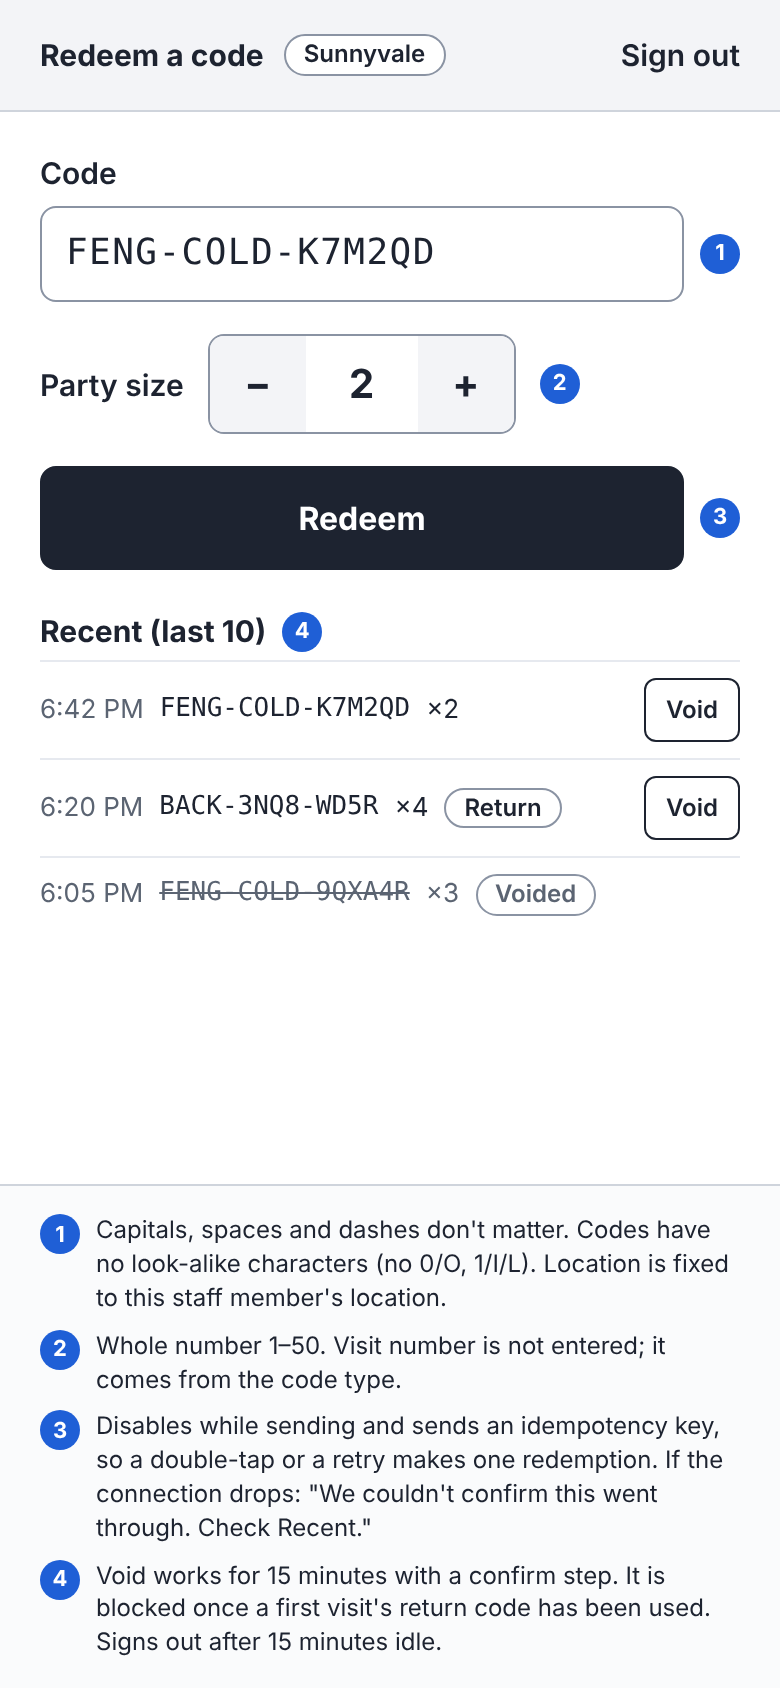 Redeem a code Sunnyvale Sign out
Code
FENG-COLD-K7M2QD 1
Party size − 2 + 2
Redeem 3
Recent (last 10) 4
6:42 PM FENG-COLD-K7M2QD ×2 Void
6:20 PM BACK-3NQ8-WD5R ×4 Return Void
6:05 PM FENG-COLD-9QXA4R ×3 Voided
1 Capitals, spaces and dashes don't matter. Codes have
no look-alike characters (no 0/O, 1/I/L). Location is fixed
to this staff member's location.
2 Whole number 1–50. Visit number is not entered; it
comes from the code type.
3 Disables while sending and sends an idempotency key,
so a double-tap or a retry makes one redemption. If the
connection drops: "We couldn't confirm this went
through. Check Recent."
4 Void works for 15 minutes with a confirm step. It is
blocked once a first visit's return code has been used.
Signs out after 15 minutes idle.